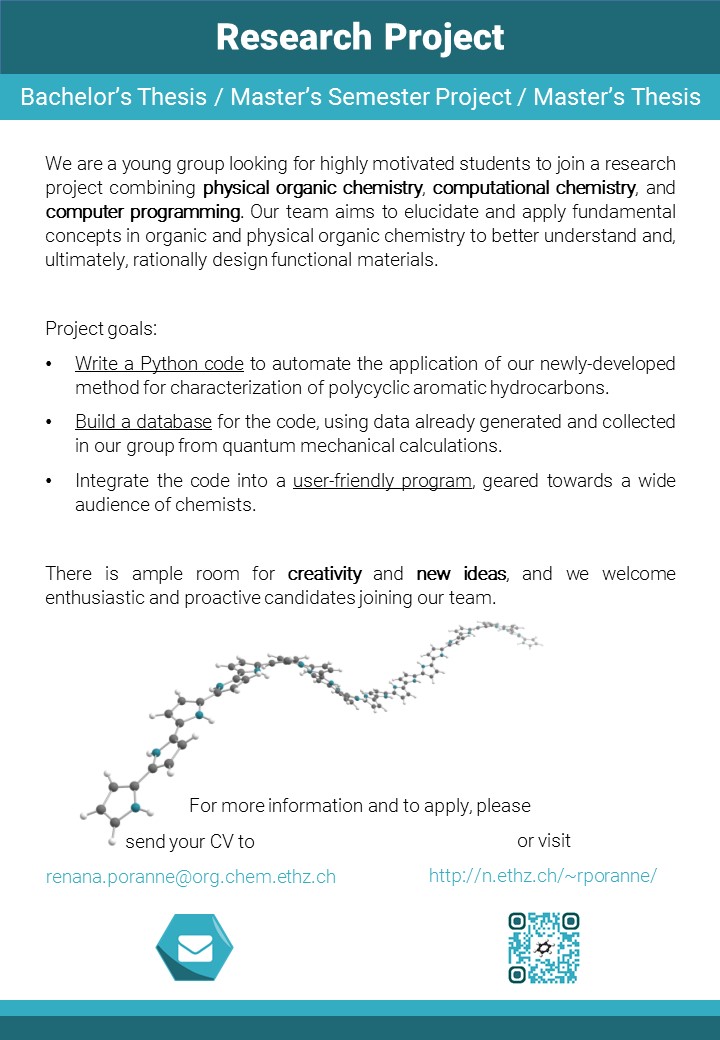 Research Project
Bachelor's Thesis / Master's Semester Project / Master's Thesis
We are a young group looking for highly motivated students to join a research
project combining physical organic chemistry, computational chemistry, and
computer programming. Our team aims to elucidate and apply fundamental
concepts in organic and physical organic chemistry to better understand and,
ultimately, rationally design functional materials.
Project goals:
• Write a Python code to automate the application of our newly-developed
method for characterization of polycyclic aromatic hydrocarbons.
• Build a database for the code, using data already generated and collected
in our group from quantum mechanical calculations.
• Integrate the code into a user-friendly program, geared towards a wide
audience of chemists.
There is ample room for creativity and new ideas, and we welcome
enthusiastic and proactive candidates joining our team.
For more information and to apply, please
send your CV to
renana.poranne@org.chem.ethz.ch
or visit
http://n.ethz.ch/~rporanne/